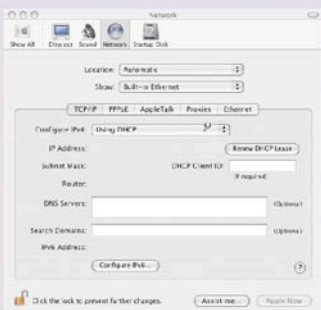 Network
Show All Displays Sound Network Startup Disk
Location: Automatic
Show: Built-in Ethernet
TCP/IP PPPoE AppleTalk Proxies Ethernet
Configure IPv4: Using DHCP
IP Address: Renew DHCP Lease
Subnet Mask: DHCP Client ID:
(If required)
Router:
DNS Servers: (Optional)
Search Domains: (Optional)
IPv6 Address:
Configure IPv6...
?
Click the lock to prevent further changes. Assist me... Apply Now